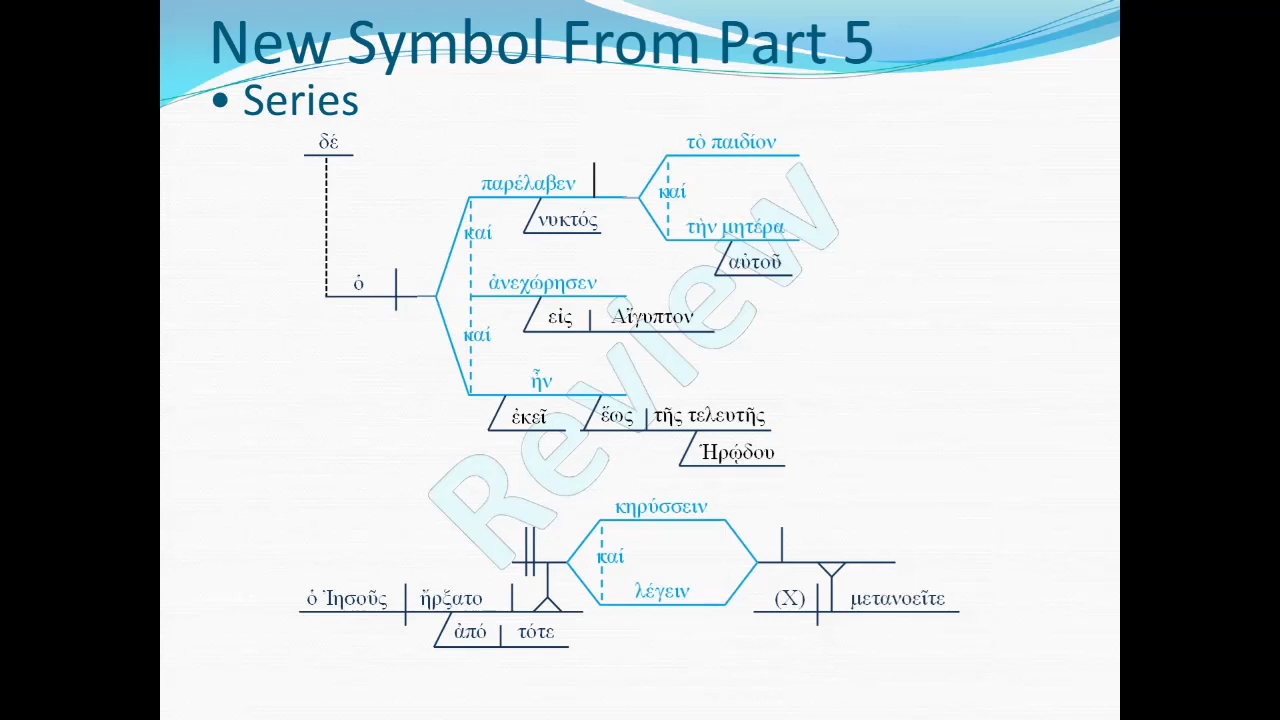 New Symbol From Part 5
• Series
δέ
τὸ παιδίον
παρέλαβεν
καί
νυκτός
καί
τὴν μητέρα
αὐτοῦ
ὁ
ἀνεχώρησεν
εἰς Αἴγυπτον
καί
ἦν
ἐκεῖ ἕως τῆς τελευτῆς
Ἡρῴδου
Review
κηρύσσειν
καί
λέγειν
ὁ Ἰησοῦς ἤρξατο
(X) μετανοεῖτε
ἀπό τότε